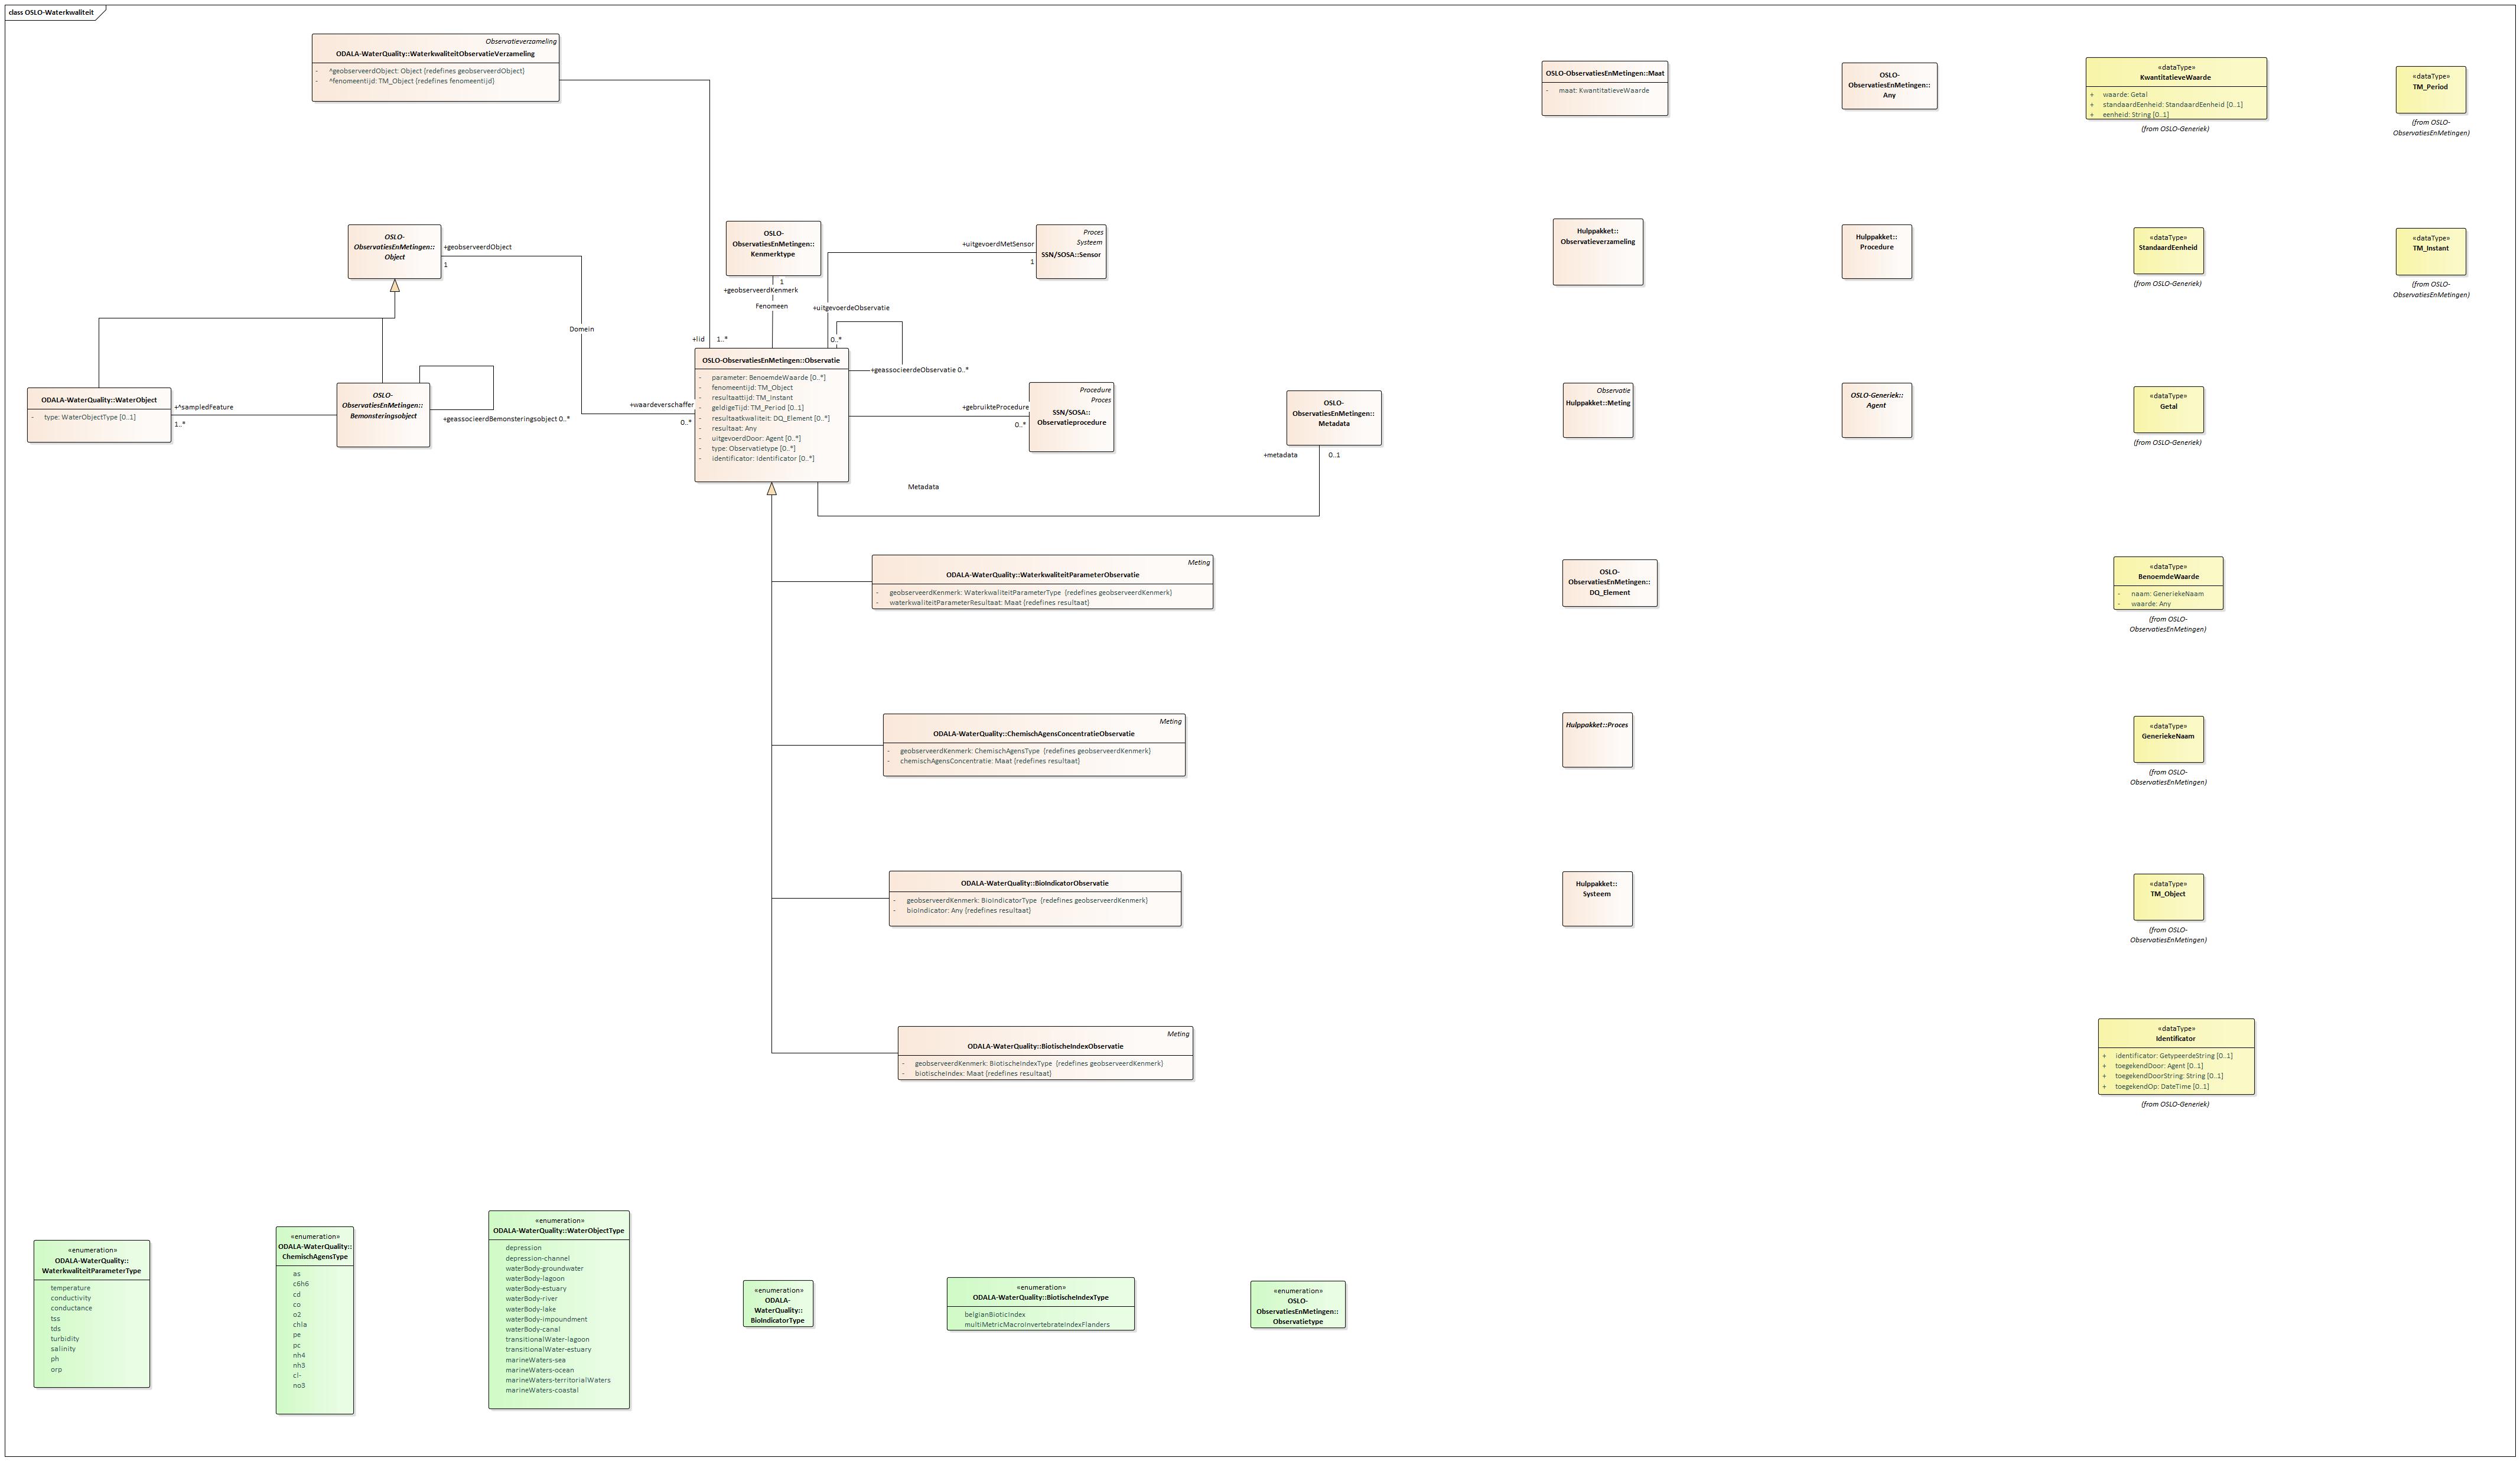 class OSLO-Waterkwaliteit
Observatieverzameling
ODALA-WaterQuality::WaterkwaliteitObservatieVerzameling
- ^geobserveerdObject: Object {redefines geobserveerdObject}
- ^fenomeentijd: TM_Object {redefines fenomeentijd}
OSLO-ObservatiesEnMetingen::Maat
- maat: KwantitatieveWaarde
OSLO-
ObservatiesEnMetingen::
Any
«dataType»
KwantitatieveWaarde
+ waarde: Getal
+ standaardEenheid: StandaardEenheid [0..1]
+ eenheid: String [0..1]
(from OSLO-Generiek)
«dataType»
TM_Period
(from OSLO-
ObservatiesEnMetingen)
OSLO-
ObservatiesEnMetingen::
Object
+geobserveerdObject
1
OSLO-
ObservatiesEnMetingen::
Kenmerktype
1
+geobserveerdKenmerk
Fenomeen
+uitgevoerdMetSensor
1
Proces
Systeem
SSN/SOSA::Sensor
+uitgevoerdeObservatie
0..*
Hulppakket::
Observatieverzameling
Hulppakket::
Procedure
«dataType»
StandaardEenheid
(from OSLO-Generiek)
«dataType»
TM_Instant
(from OSLO-
ObservatiesEnMetingen)
Domein
+lid 1..*
ODALA-WaterQuality::WaterObject
- type: WaterObjectType [0..1]
+^sampledFeature
1..*
OSLO-
ObservatiesEnMetingen::
Bemonsteringsobject
+geassocieerdBemonsteringsobject 0..*
+waardeverschaffer
0..*
OSLO-ObservatiesEnMetingen::Observatie
- parameter: BenoemdeWaarde [0..*]
- fenomeentijd: TM_Object
- resultaattijd: TM_Instant
- geldigeTijd: TM_Period [0..1]
- resultaatkwaliteit: DQ_Element [0..*]
- resultaat: Any
- uitgevoerdDoor: Agent [0..*]
- type: Observatietype [0..*]
- identificator: Identificator [0..*]
+geassocieerdeObservatie 0..*
+gebruikteProcedure
0..*
Procedure
Proces
SSN/SOSA::
Observatieprocedure
OSLO-
ObservatiesEnMetingen::
Metadata
+metadata 0..1
Metadata
Observatie
Hulppakket::Meting
OSLO-Generiek::
Agent
«dataType»
Getal
(from OSLO-Generiek)
Meting
ODALA-WaterQuality::WaterkwaliteitParameterObservatie
- geobserveerdKenmerk: WaterkwaliteitParameterType {redefines geobserveerdKenmerk}
- waterkwaliteitParameterResultaat: Maat {redefines resultaat}
OSLO-
ObservatiesEnMetingen::
DQ_Element
«dataType»
BenoemdeWaarde
- naam: GeneriekeNaam
- waarde: Any
(from OSLO-
ObservatiesEnMetingen)
Meting
ODALA-WaterQuality::ChemischAgensConcentratieObservatie
- geobserveerdKenmerk: ChemischAgensType {redefines geobserveerdKenmerk}
- chemischAgensConcentratie: Maat {redefines resultaat}
Hulppakket::Proces
«dataType»
GeneriekeNaam
(from OSLO-
ObservatiesEnMetingen)
ODALA-WaterQuality::BioIndicatorObservatie
- geobserveerdKenmerk: BioIndicatorType {redefines geobserveerdKenmerk}
- bioIndicator: Any {redefines resultaat}
Hulppakket::
Systeem
«dataType»
TM_Object
(from OSLO-
ObservatiesEnMetingen)
Meting
ODALA-WaterQuality::BiotischeIndexObservatie
- geobserveerdKenmerk: BiotischeIndexType {redefines geobserveerdKenmerk}
- biotischeIndex: Maat {redefines resultaat}
«dataType»
Identificator
+ identificator: GetypeerdeString [0..1]
+ toegekendDoor: Agent [0..1]
+ toegekendDoorString: String [0..1]
+ toegekendOp: DateTime [0..1]
(from OSLO-Generiek)
«enumeration»
ODALA-WaterQuality::
WaterkwaliteitParameterType
temperature
conductivity
conductance
tss
tds
turbidity
salinity
ph
orp
«enumeration»
ODALA-WaterQuality::
ChemischAgensType
as
c6h6
cd
co
o2
chla
pe
pc
nh4
nh3
cl-
no3
«enumeration»
ODALA-WaterQuality::WaterObjectType
depression
depression-channel
waterBody-groundwater
waterBody-lagoon
waterBody-estuary
waterBody-river
waterBody-lake
waterBody-impoundment
waterBody-canal
transitionalWater-lagoon
transitionalWater-estuary
marineWaters-sea
marineWaters-ocean
marineWaters-territorialWaters
marineWaters-coastal
«enumeration»
ODALA-
WaterQuality::
BioIndicatorType
«enumeration»
ODALA-WaterQuality::BiotischeIndexType
belgianBioticIndex
multiMetricMacroInvertebrateIndexFlanders
«enumeration»
OSLO-
ObservatiesEnMetingen::
Observatietype